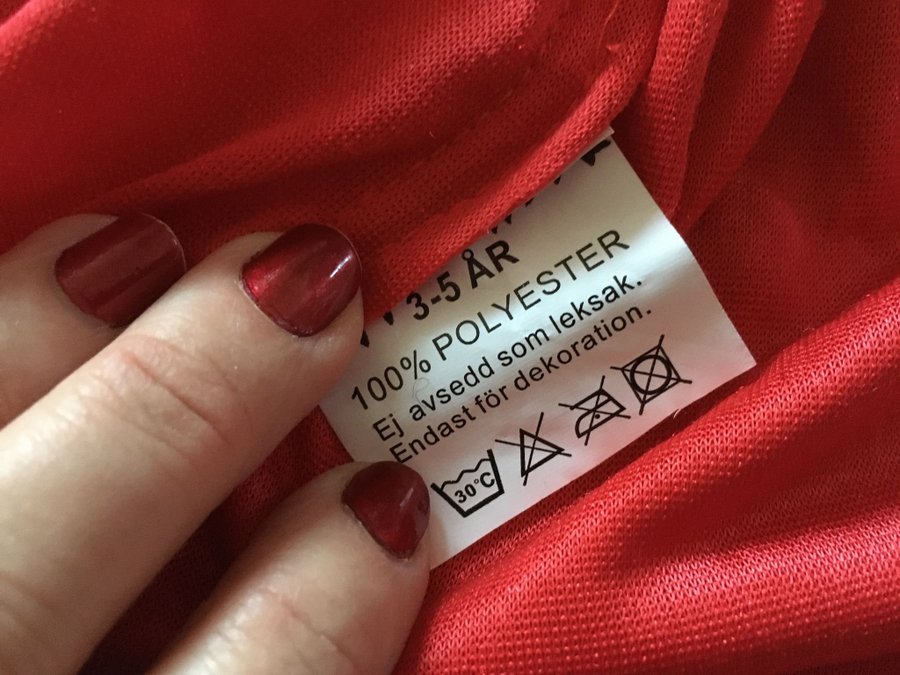 3-5 ÅR
100% POLYESTER
Ej avsedd som leksak.
Endast för dekoration.
30°C